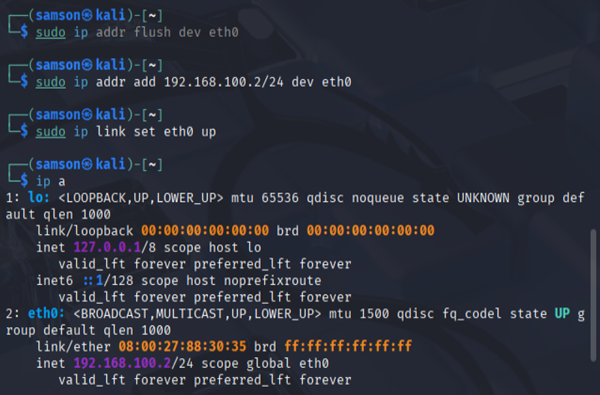 ┌──(samson㉿kali)-[~]
└─$ sudo ip addr flush dev eth0
┌──(samson㉿kali)-[~]
└─$ sudo ip addr add 192.168.100.2/24 dev eth0
┌──(samson㉿kali)-[~]
└─$ sudo ip link set eth0 up
┌──(samson㉿kali)-[~]
└─$ ip a
1: lo: <LOOPBACK,UP,LOWER_UP> mtu 65536 qdisc noqueue state UNKNOWN group def
ault qlen 1000
link/loopback 00:00:00:00:00:00 brd 00:00:00:00:00:00
inet 127.0.0.1/8 scope host lo
valid_lft forever preferred_lft forever
inet6 ::1/128 scope host noprefixroute
valid_lft forever preferred_lft forever
2: eth0: <BROADCAST,MULTICAST,UP,LOWER_UP> mtu 1500 qdisc fq_codel state UP g
roup default qlen 1000
link/ether 08:00:27:88:30:35 brd ff:ff:ff:ff:ff:ff
inet 192.168.100.2/24 scope global eth0
valid_lft forever preferred_lft forever